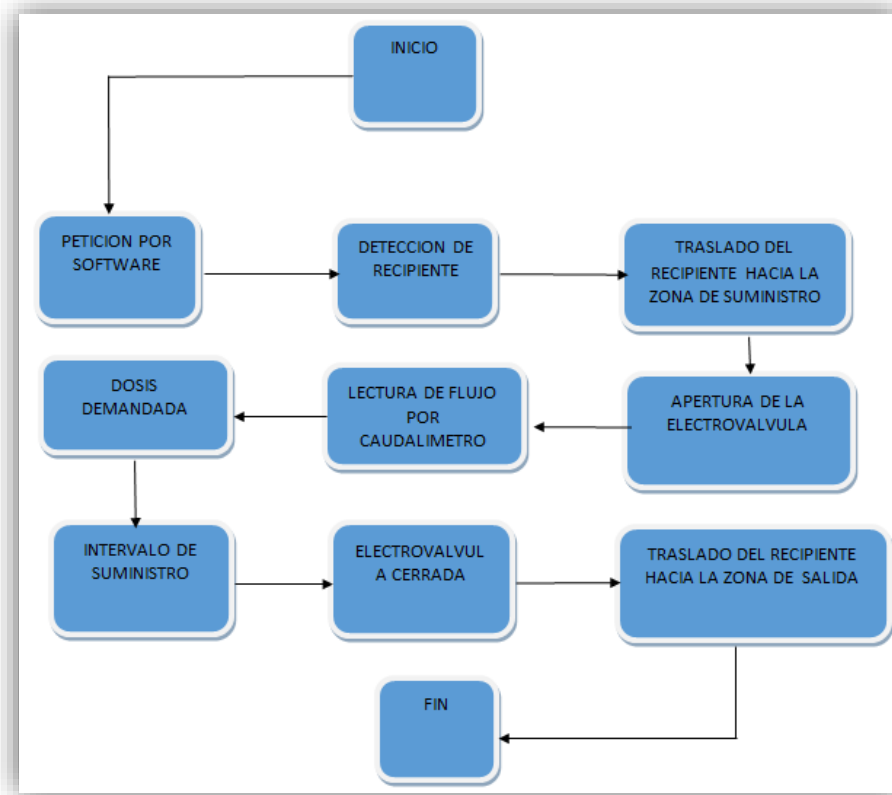 INICIO
PETICION POR
SOFTWARE
DETECCION DE
RECIPIENTE
TRASLADO DEL
RECIPIENTE HACIA LA
ZONA DE SUMINISTRO
APERTURA DE LA
ELECTROVALVULA
LECTURA DE FLUJO
POR
CAUDALIMETRO
DOSIS
DEMANDADA
INTERVALO DE
SUMINISTRO
ELECTROVALVUL
A CERRADA
TRASLADO DEL RECIPIENTE
HACIA LA ZONA DE SALIDA
FIN